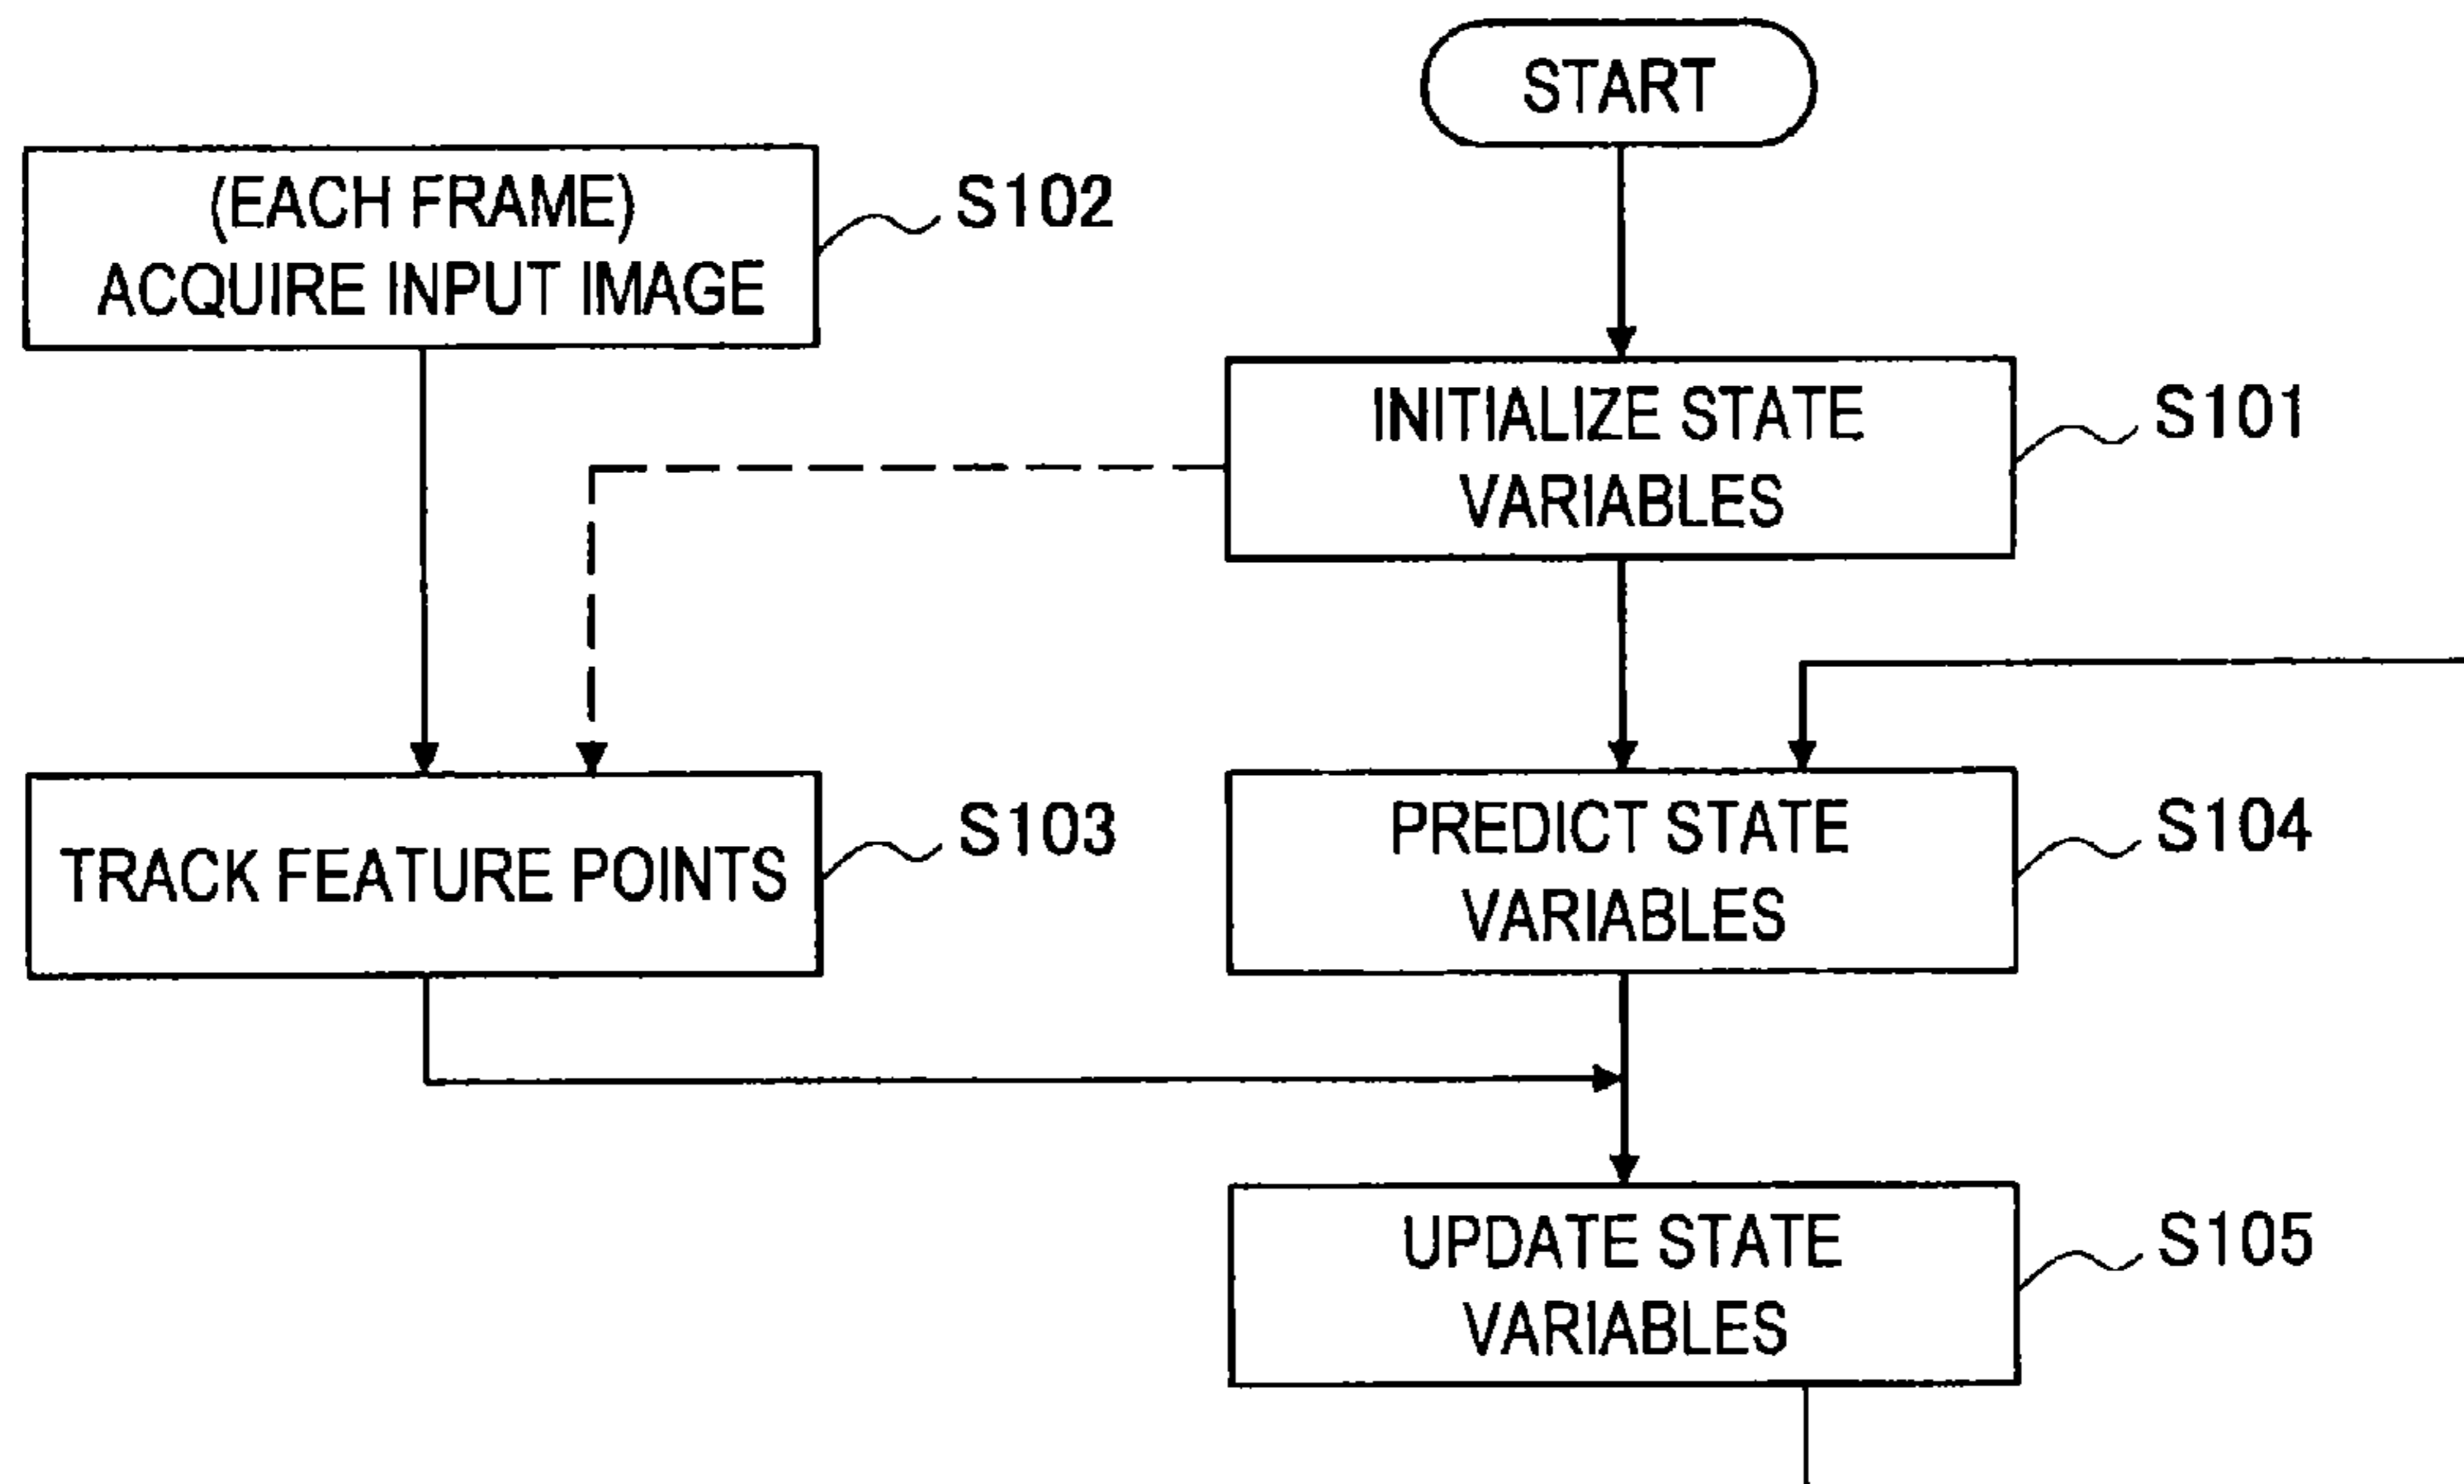 START
(EACH FRAME)
ACQUIRE INPUT IMAGE
S102
INITIALIZE STATE
VARIABLES
S101
TRACK FEATURE POINTS
S103
PREDICT STATE
VARIABLES
S104
UPDATE STATE
VARIABLES
S105